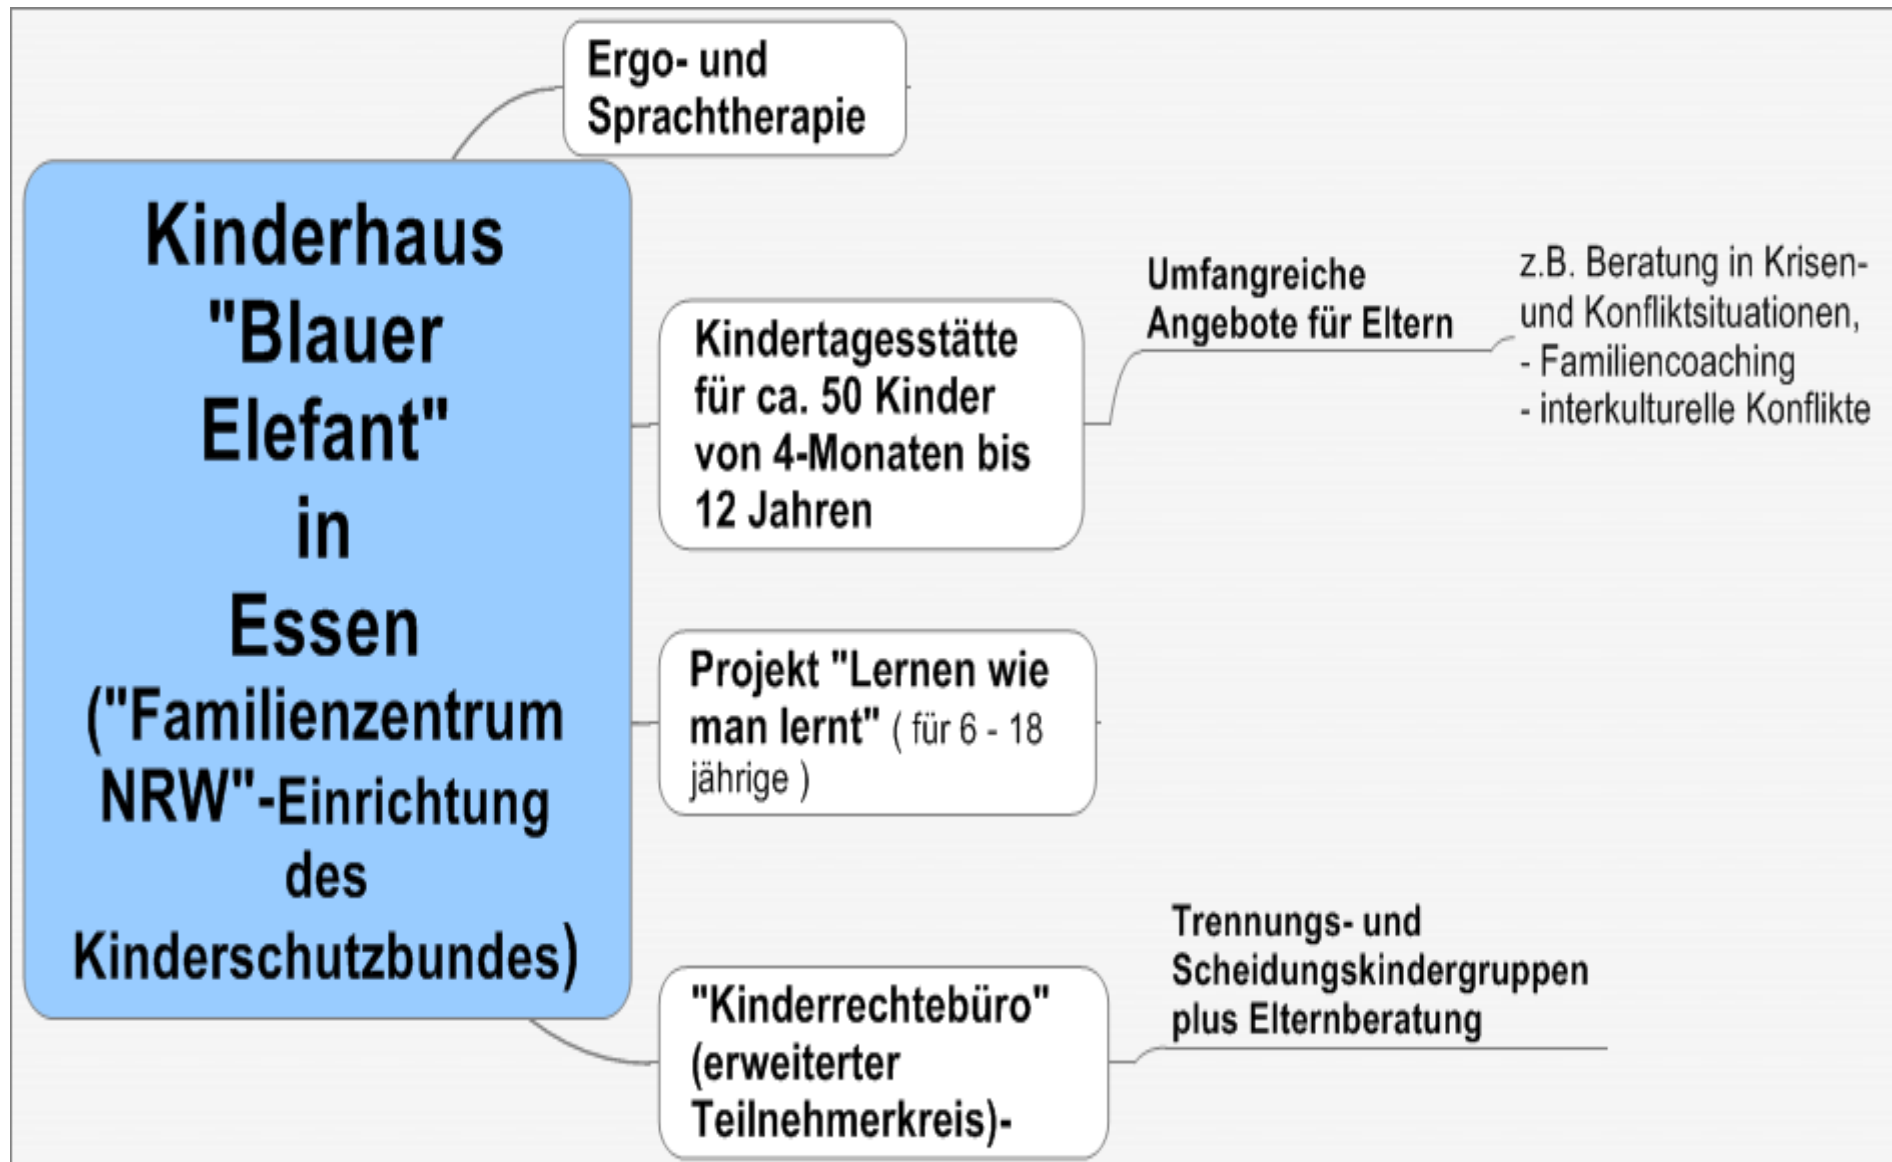 Ergo- und
Sprachtherapie
Kinderhaus
"Blauer
Elefant"
in
Essen
("Familienzentrum
NRW"-Einrichtung
des
Kinderschutzbundes)
Kindertagesstätte
für ca. 50 Kinder
von 4-Monaten bis
12 Jahren
Umfangreiche
Angebote für Eltern
z.B. Beratung in Krisen-
und Konfliktsituationen,
- Familiencoaching
- interkulturelle Konflikte
Projekt "Lernen wie
man lernt" ( für 6 - 18
jährige )
"Kinderrechtebüro"
(erweiterter
Teilnehmerkreis)-
Trennungs- und
Scheidungskindergruppen
plus Elternberatung